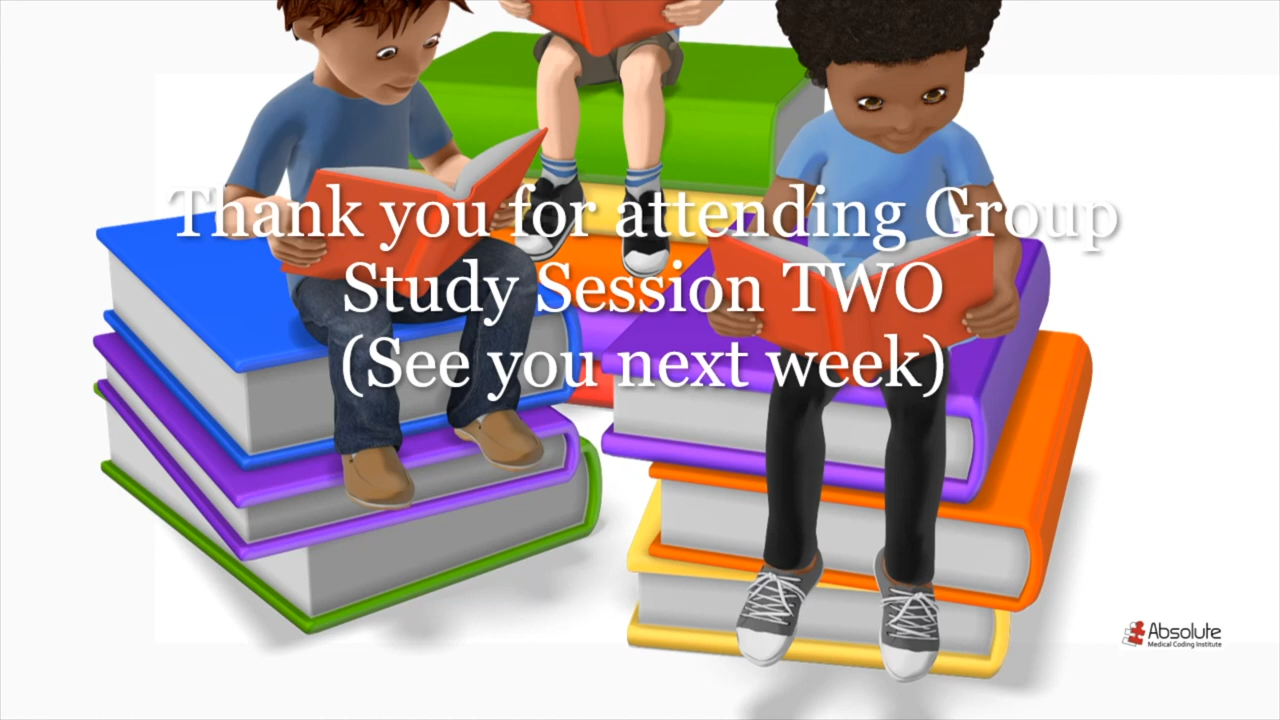 Thank you for attending Group
Study Session TWO
(See you next week)
Absolute
Medical Coding Institute